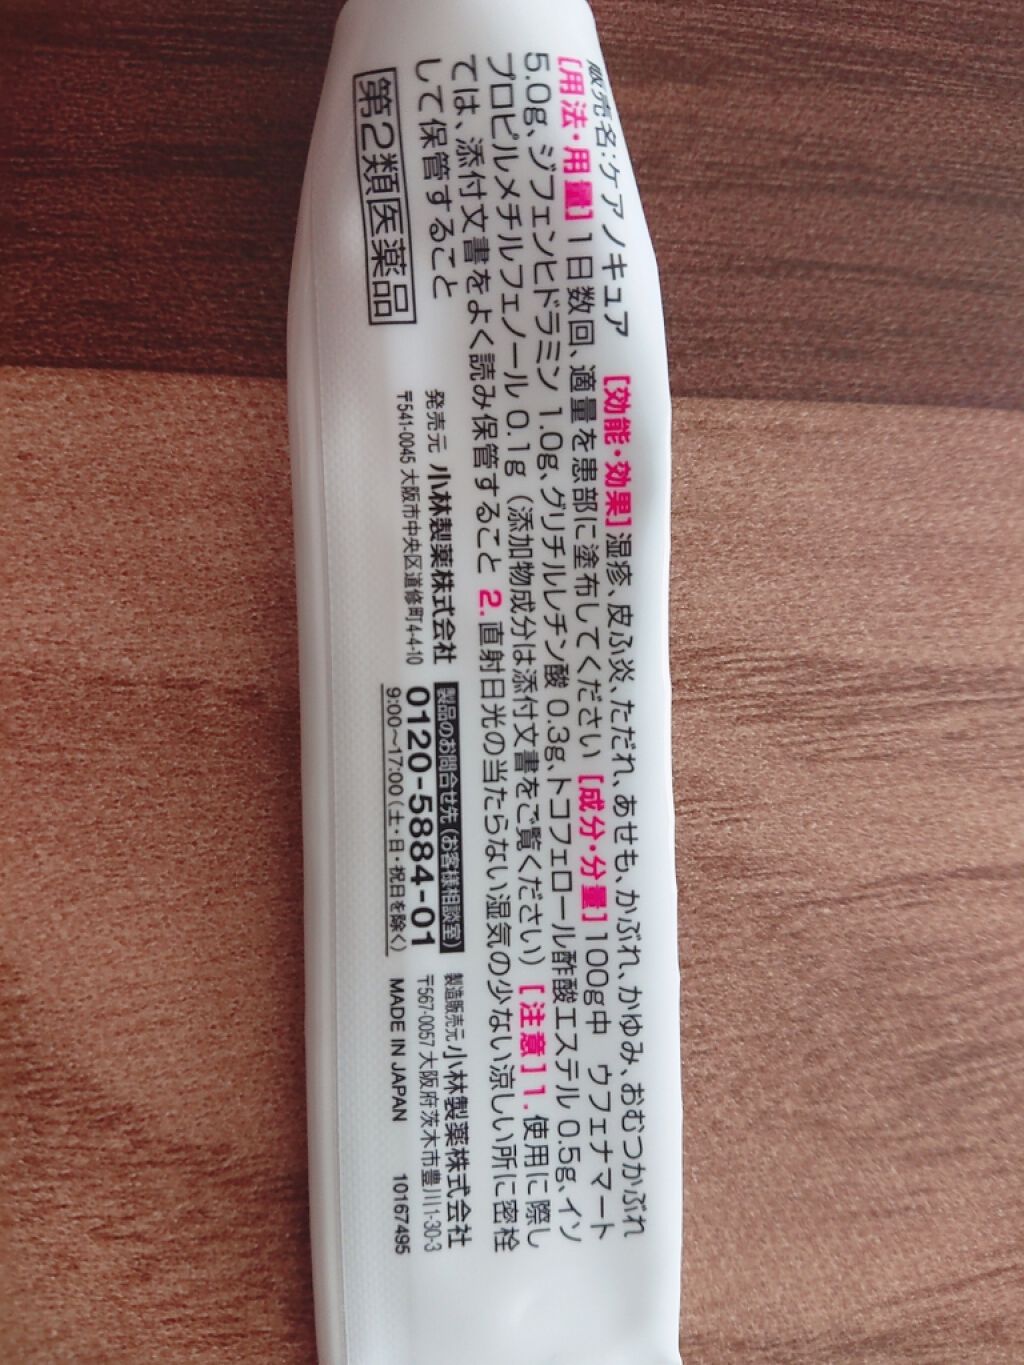 販売名:ケアノキュア [効能・効果]湿疹、皮ふ炎、ただれ、あせも、かぶれ、かゆみ、おむつかぶれ
[用法・用量]1日数回、適量を患部に塗布してください [成分・分量]100g中 ウフェナマート
5.0g、ジフェンヒドラミン 1.0g、グリチルレチン酸 0.3g、トコフェロール酢酸エステル 0.5g、イソ
プロピルメチルフェノール 0.1g(添加物成分は添付文書をご覧ください) [注意]1.使用に際し
ては、添付文書をよく読み保管すること 2.直射日光の当たらない湿気の少ない涼しい所に密栓
して保管すること
第2類医薬品
発売元 小林製薬株式会社
〒541-0045 大阪市中央区道修町4-4-10
製品のお問合せ先(お客様相談室)
0120-5884-01
9:00~17:00(土・日・祝日を除く)
製造販売元 小林製薬株式会社
〒567-0057 大阪府茨木市豊川1-30-3
MADE IN JAPAN 10167495